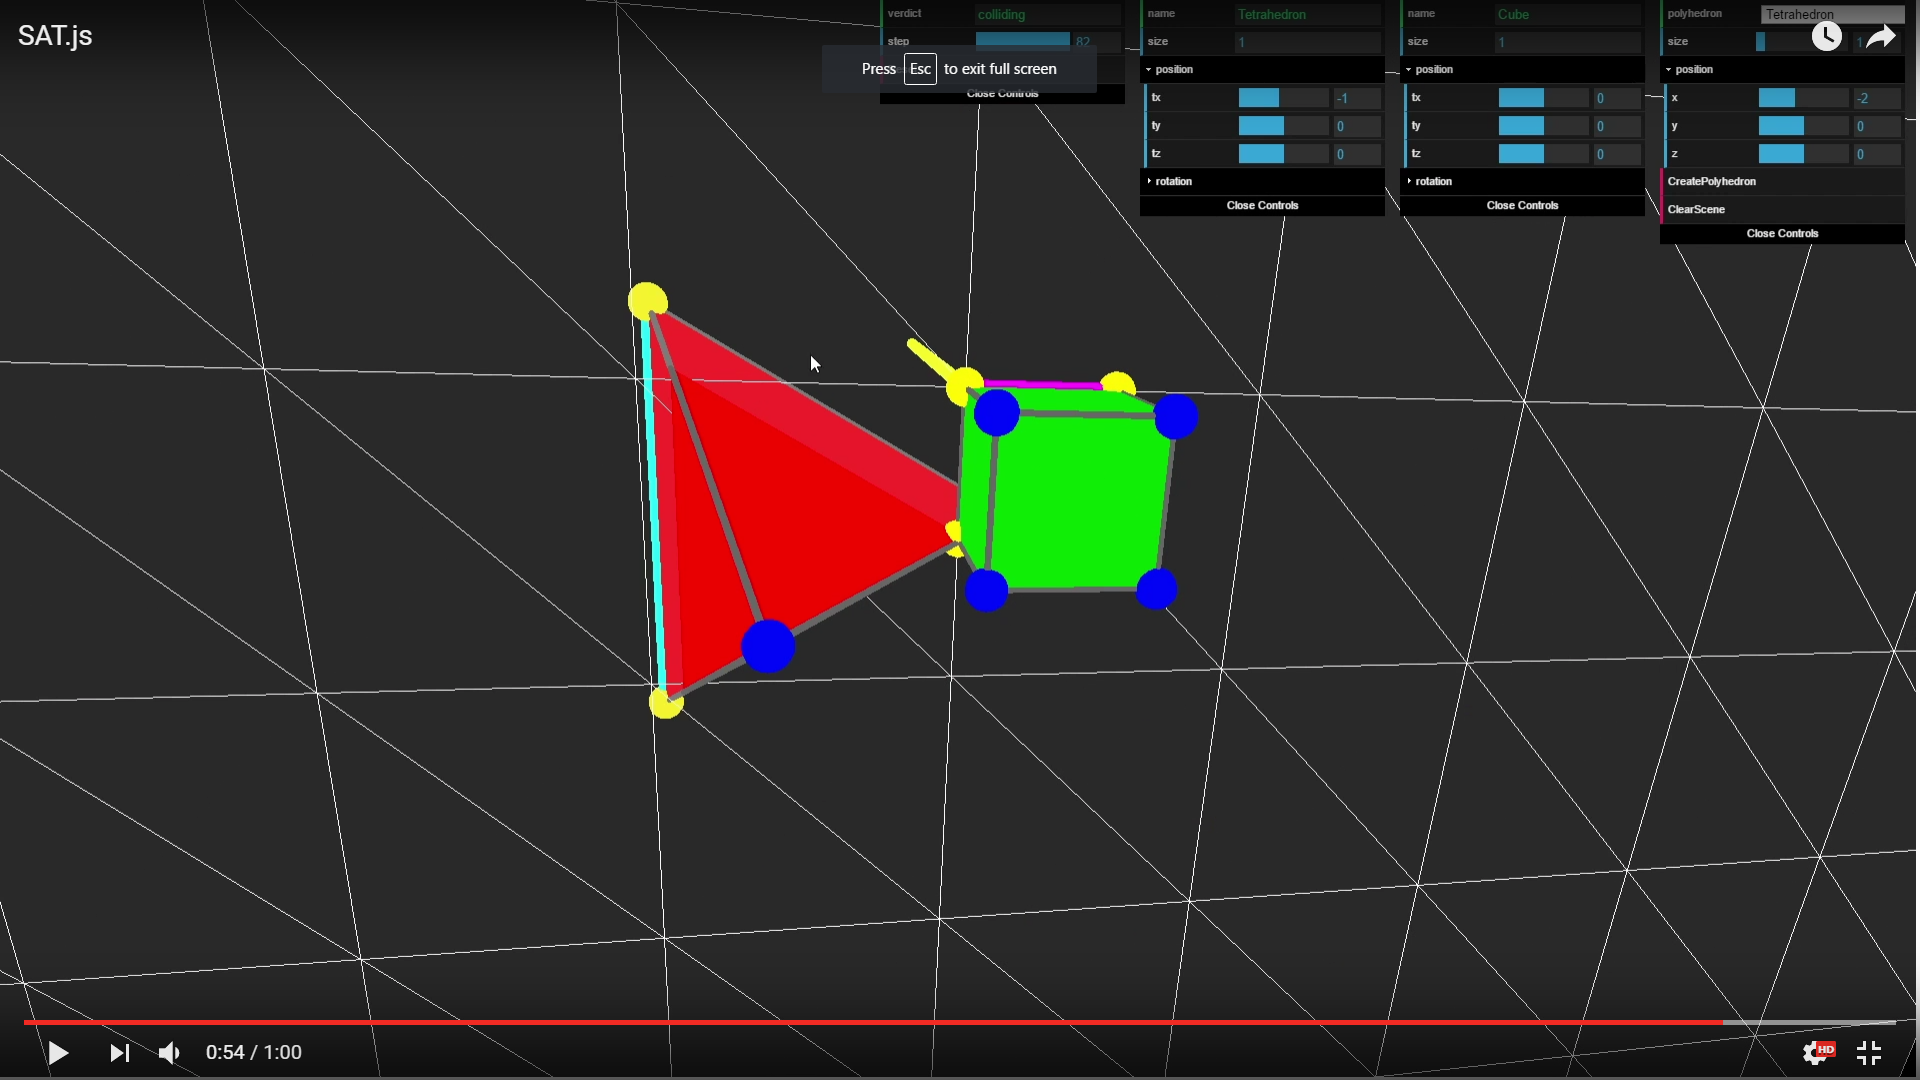 SAT.js
verdict colliding
step 82
Press Esc to exit full screen
Close Controls
name Tetrahedron
size 1
position
tx -1
ty 0
tz 0
rotation
Close Controls
name Cube
size 1
position
tx 0
ty 0
tz 0
rotation
Close Controls
polyhedron Tetrahedron
size 1
position
x -2
y 0
z 0
CreatePolyhedron
ClearScene
Close Controls
0:54 / 1:00
HD